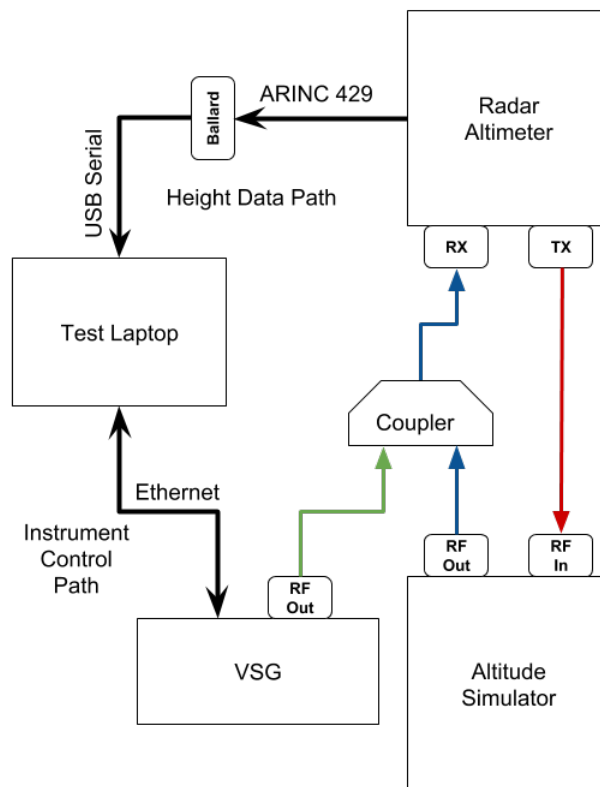 ARINC 429
Ballard
Radar
Altimeter
USB Serial
Height Data Path
RX
TX
Test Laptop
Coupler
Ethernet
Instrument
Control
Path
RF
Out
RF
Out
RF
In
VSG
Altitude
Simulator